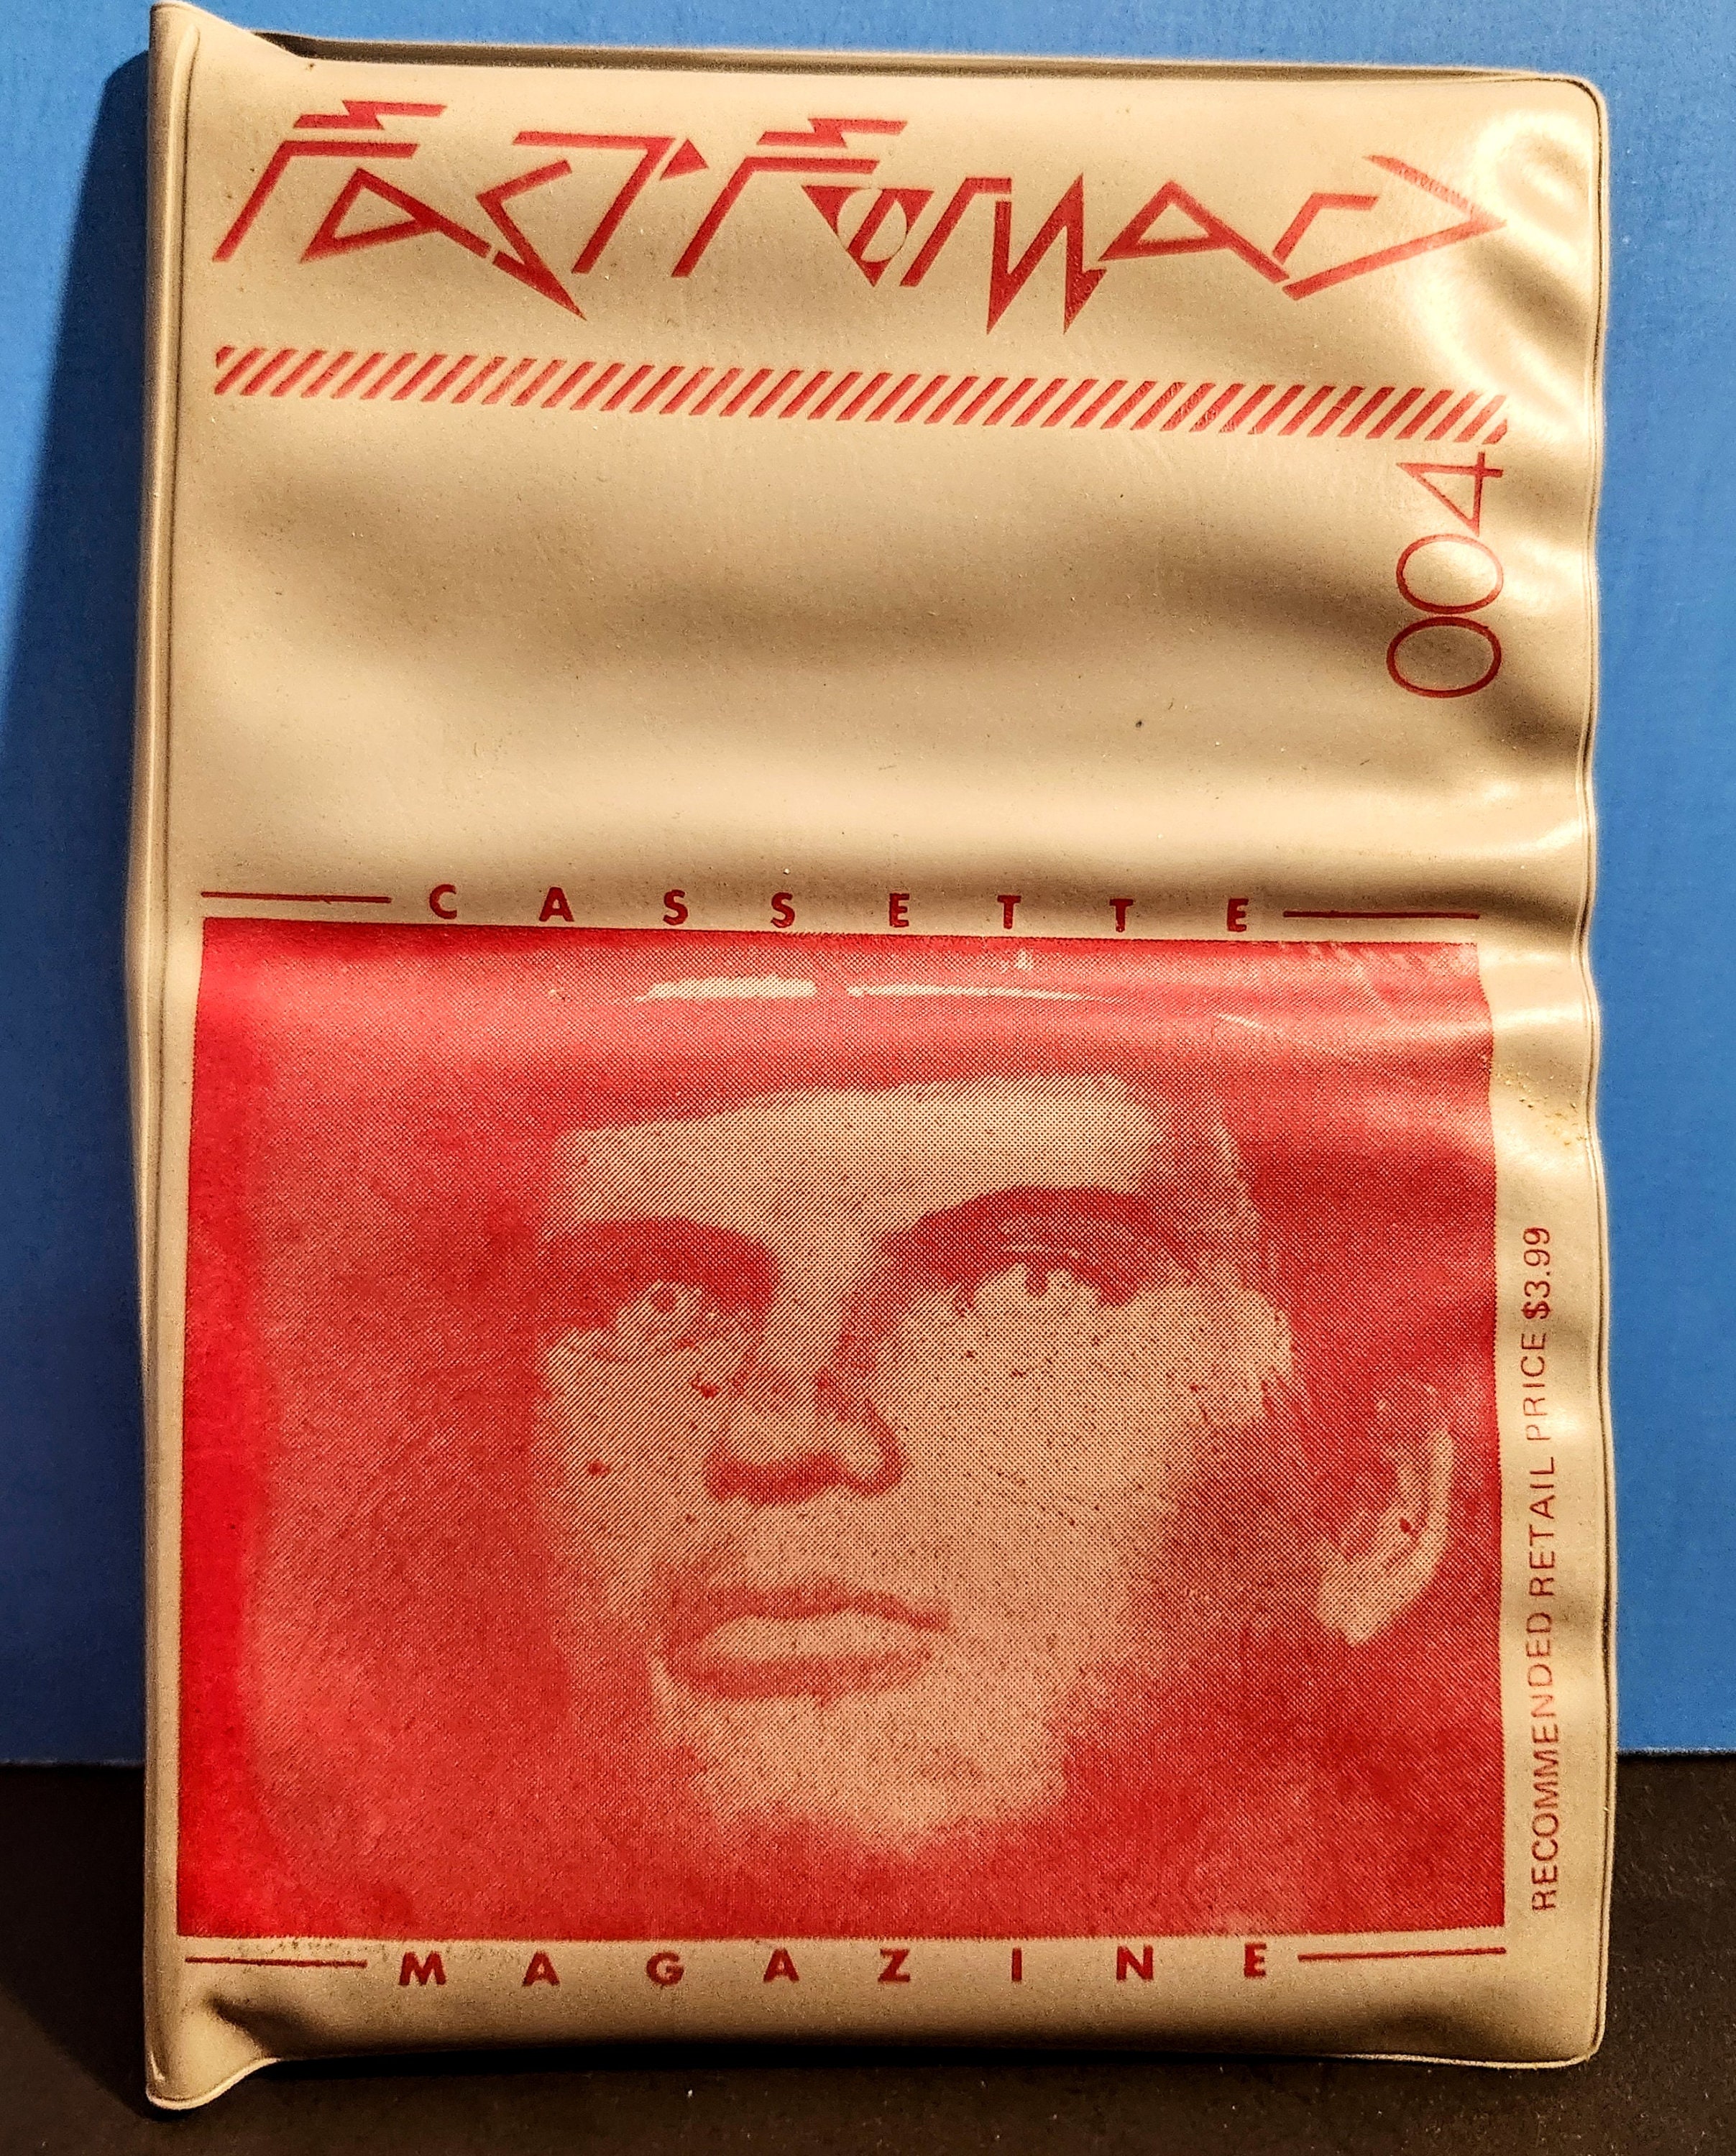 Fast Forward
004
CASSETTE
RECOMMENDED RETAIL PRICE $3.99
MAGAZINE